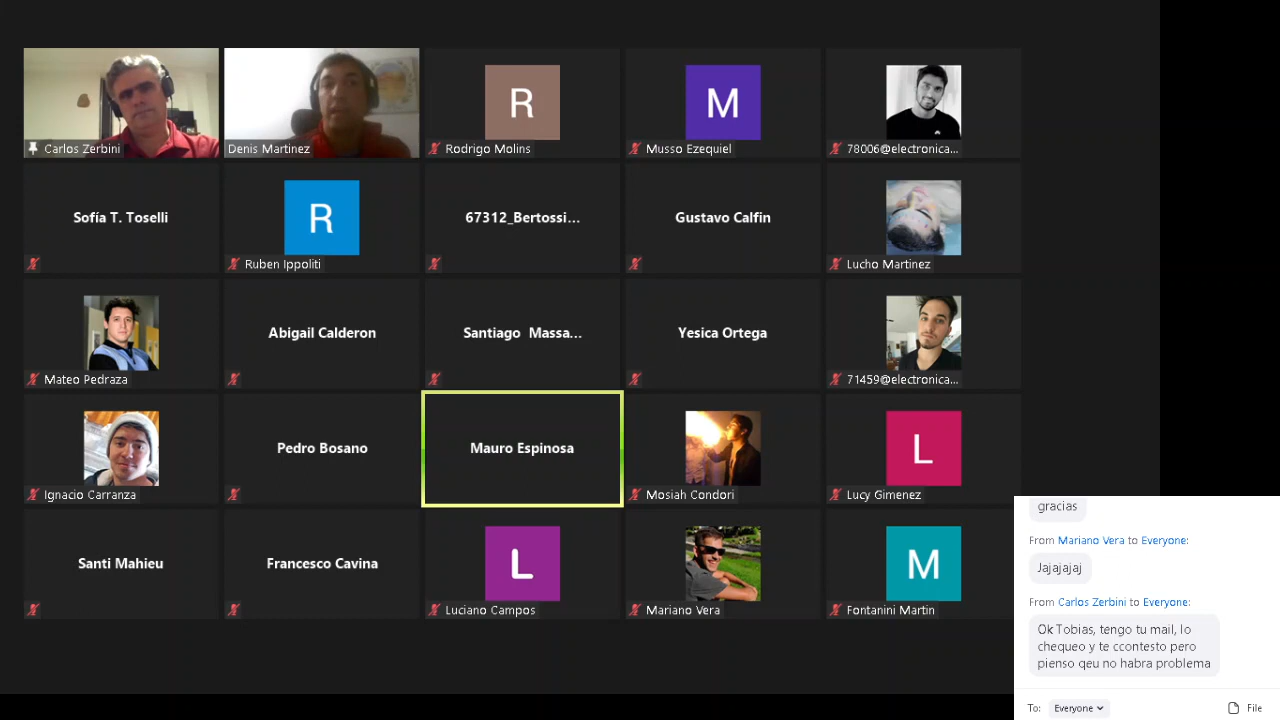 Carlos Zerbini
Denis Martinez
R
Rodrigo Molins
M
Musso Ezequiel
78006@electronica...
Sofía T. Toselli
R
Ruben Ippoliti
67312_Bertossi...
Gustavo Calfin
Lucho Martinez
Mateo Pedraza
Abigail Calderon
Santiago Massa...
Yesica Ortega
71459@electronica...
Ignacio Carranza
Pedro Bosano
Mauro Espinosa
Mosiah Condori
L
Lucy Gimenez
Santi Mahieu
Francesco Cavina
L
Luciano Campos
Mariano Vera
M
Fontanini Martin
gracias
From Mariano Vera to Everyone:
Jajajajaj
From Carlos Zerbini to Everyone:
Ok Tobias, tengo tu mail, lo
chequeo y te ccontesto pero
pienso qeu no habra problema
To: Everyone File